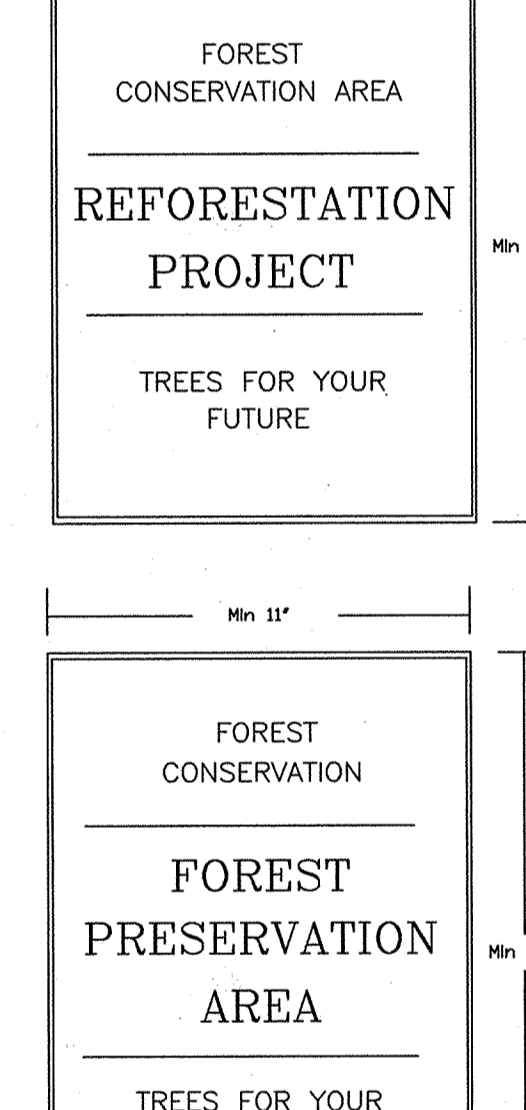 FOREST
CONSERVATION AREA
REFORESTATION
PROJECT
Min
TREES FOR YOUR
FUTURE
Min 11"
FOREST
CONSERVATION
FOREST
PRESERVATION
Min
AREA
TREES FOR YOUR